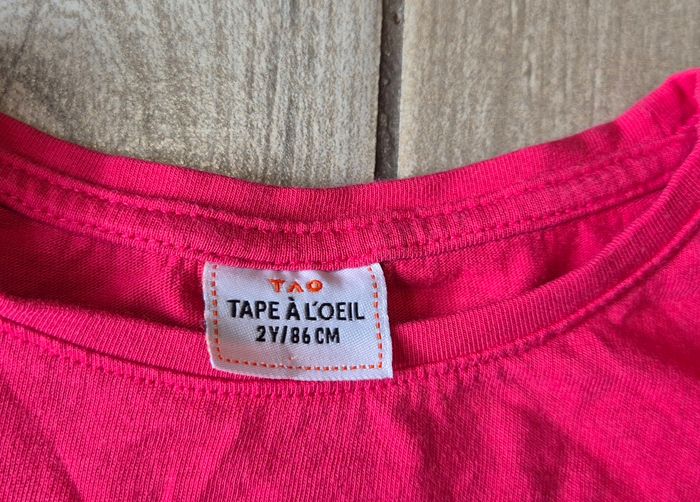 TAO
TAPE À L'OEIL
2Y/86CM